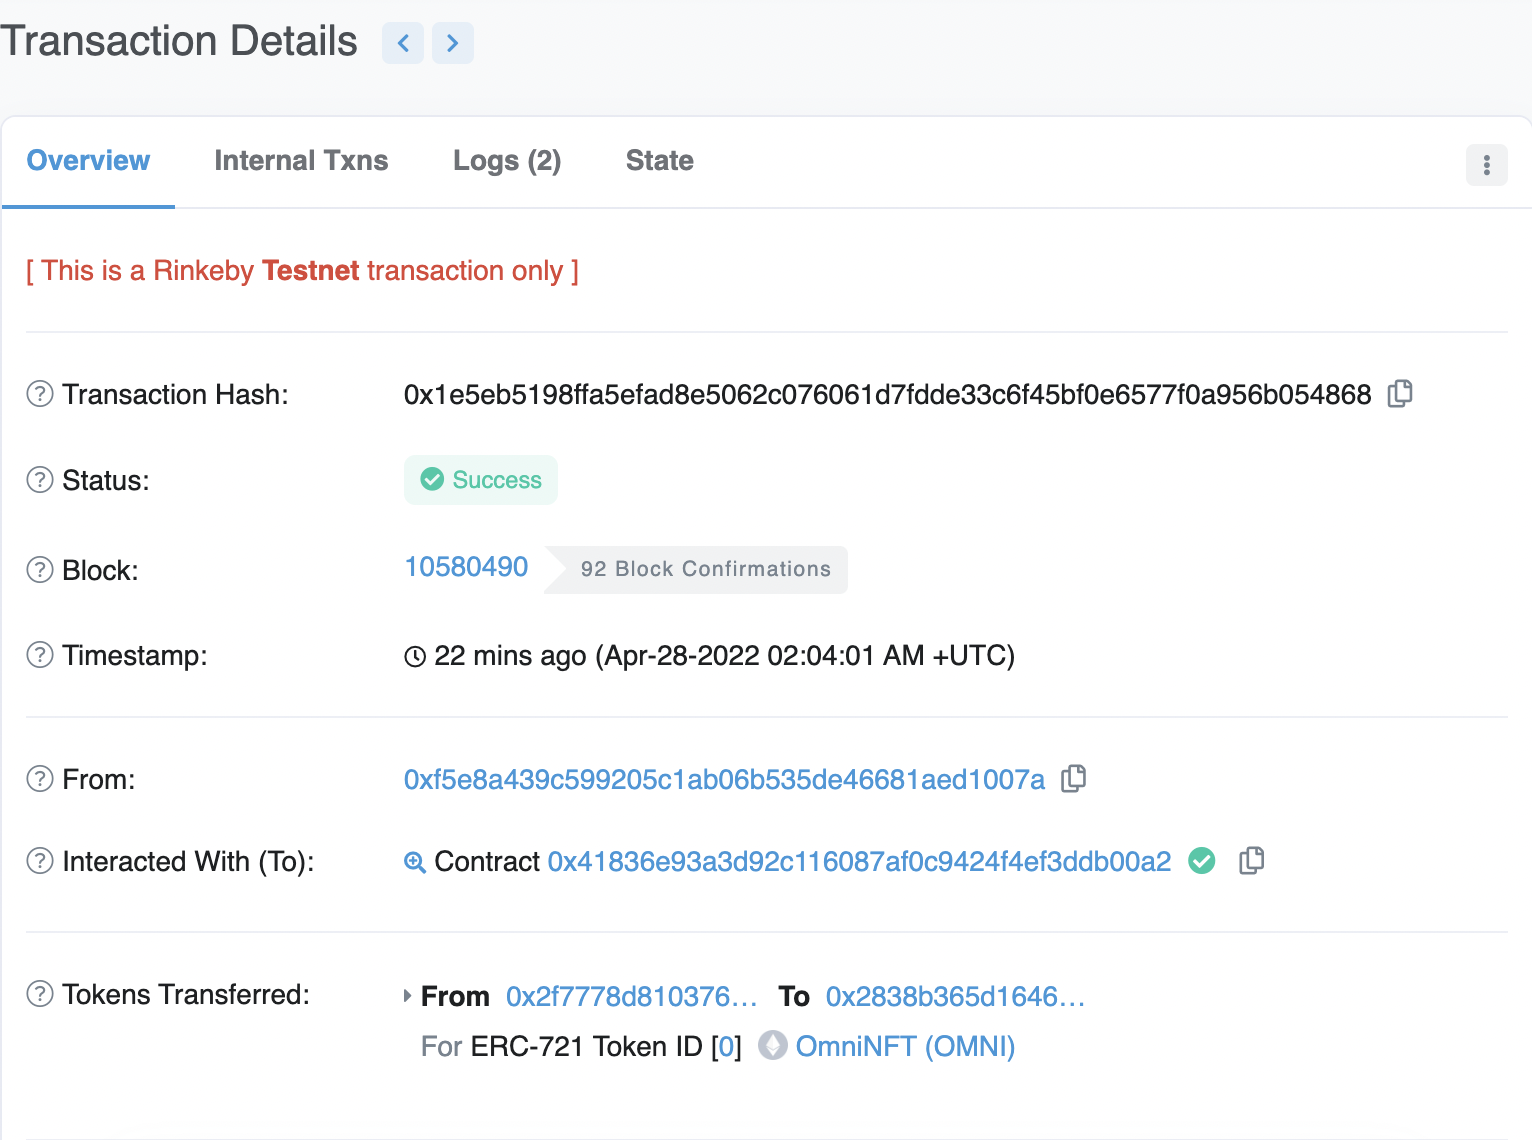 Transaction Details
Overview Internal Txns Logs (2) State
[ This is a Rinkeby Testnet transaction only ]
Transaction Hash: 0x1e5eb5198ffa5efad8e5062c076061d7fdde33c6f45bf0e6577f0a956b054868
Status: Success
Block: 10580490 92 Block Confirmations
Timestamp: 22 mins ago (Apr-28-2022 02:04:01 AM +UTC)
From: 0xf5e8a439c599205c1ab06b535de46681aed1007a
Interacted With (To): Contract 0x41836e93a3d92c116087af0c9424f4ef3ddb00a2
Tokens Transferred: From 0x2f7778d810376… To 0x2838b365d1646…
For ERC-721 Token ID [0] OmniNFT (OMNI)